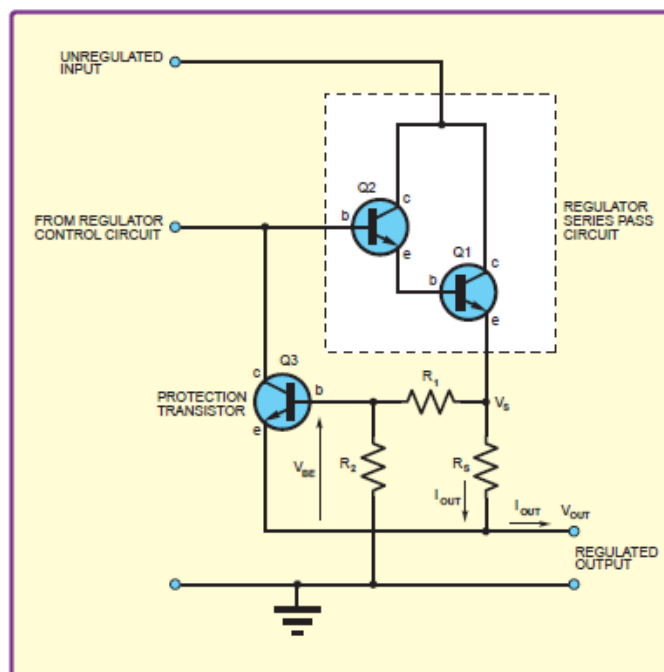 UNREGULATED
INPUT
Q2
c
b
e
FROM REGULATOR
CONTROL CIRCUIT
REGULATOR
SERIES PASS
CIRCUIT
Q1
c
b
e
Q3
c
b
e
PROTECTION
TRANSISTOR
R1
VS
VBE
R2
RS
IOUT
IOUT
VOUT
REGULATED
OUTPUT